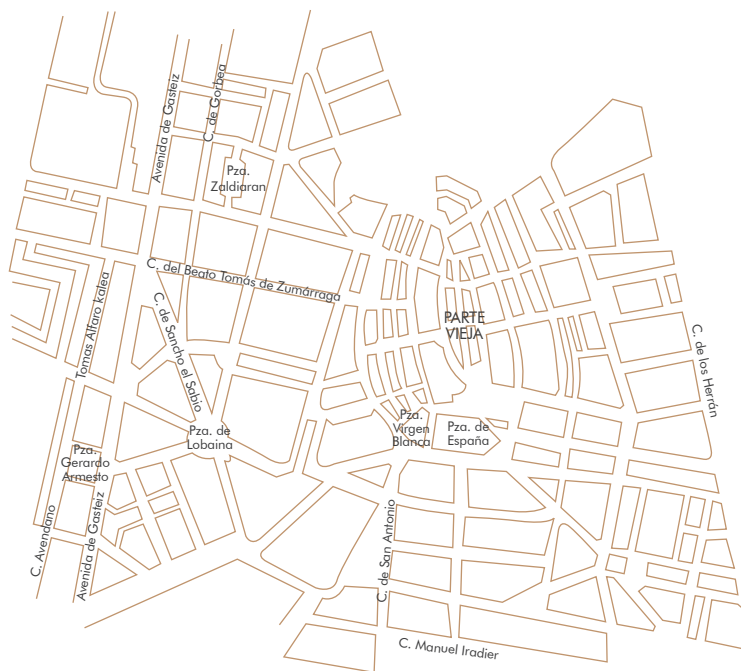 Avenida de Gasteiz
C. de Gorbea
Pza.
Zaldiaran
C. del Beato Tomás de Zumárraga
Tomas Alfaro kalea
C. de Sancho el Sabio
PARTE
VIEJA
C. de los Herrán
Pza. de
Lobaina
Pza.
Virgen
Blanca
Pza. de
España
Pza.
Gerardo
Armesto
C. Avendano
Avenida de Gasteiz
C. de San Antonio
C. Manuel Iradier